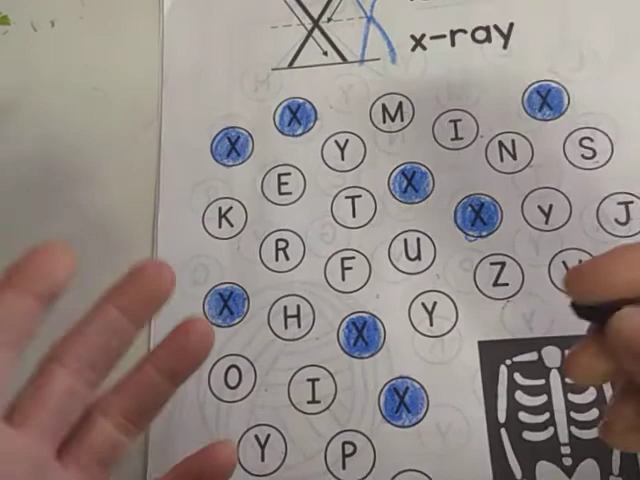 X X
x-ray
X X M I X
Y N S
K E T X X Y J
R F U Z
X H X Y
O I X
Y P